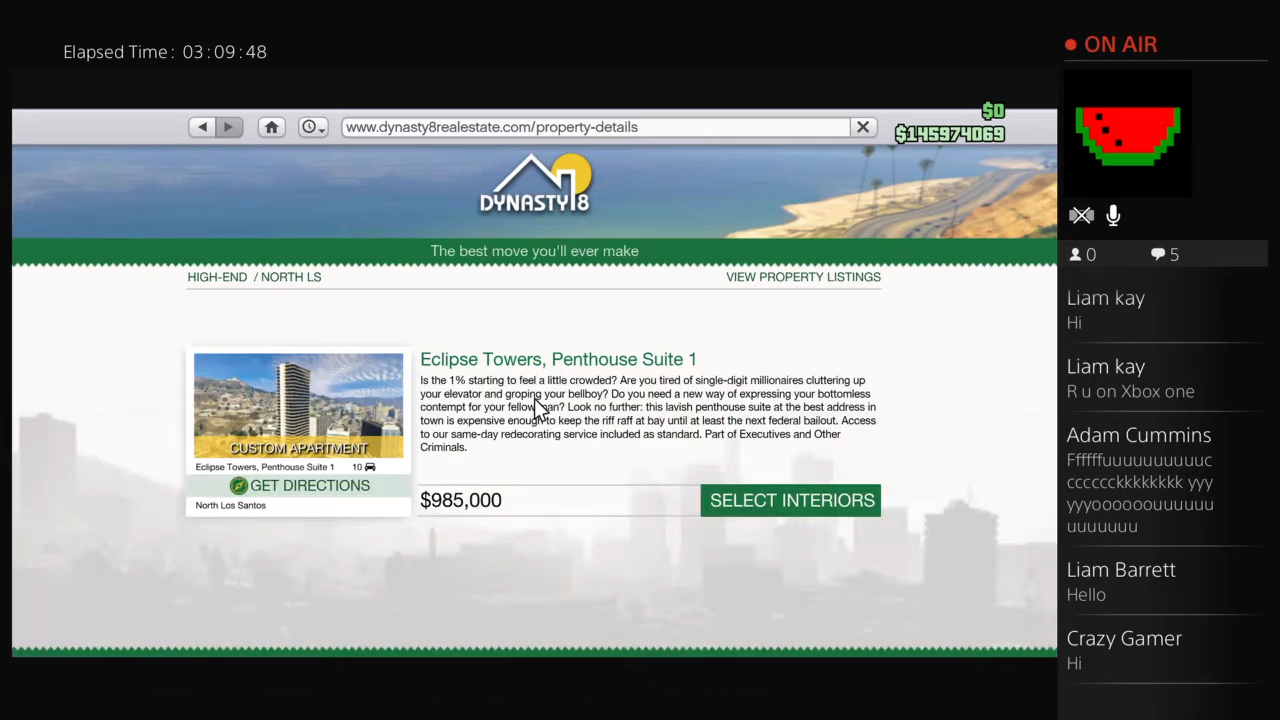 Elapsed Time: 03:09:48
ON AIR
$0
www.dynasty8realestate.com/property-details
$145974069
DYNASTY8
The best move you'll ever make
HIGH-END / NORTH LS
VIEW PROPERTY LISTINGS
Eclipse Towers, Penthouse Suite 1
Is the 1% starting to feel a little crowded? Are you tired of single-digit millionaires cluttering up
your elevator and groping your bellboy? Do you need a new way of expressing your bottomless
contempt for your fellow man? Look no further: this lavish penthouse suite at the best address in
town is expensive enough to keep the riff raff at bay until at least the next federal bailout. Access
to our same-day redecorating service included as standard. Part of Executives and Other
Criminals.
CUSTOM APARTMENT
Eclipse Towers, Penthouse Suite 1 10
GET DIRECTIONS
North Los Santos
$985,000
SELECT INTERIORS
0 5
Liam kay
Hi
Liam kay
R u on Xbox one
Adam Cummins
Ffffffuuuuuuuuuuc
cccccckkkkkkkk yyy
yyyoooooouuuuuu
uuuuuuu
Liam Barrett
Hello
Crazy Gamer
Hi